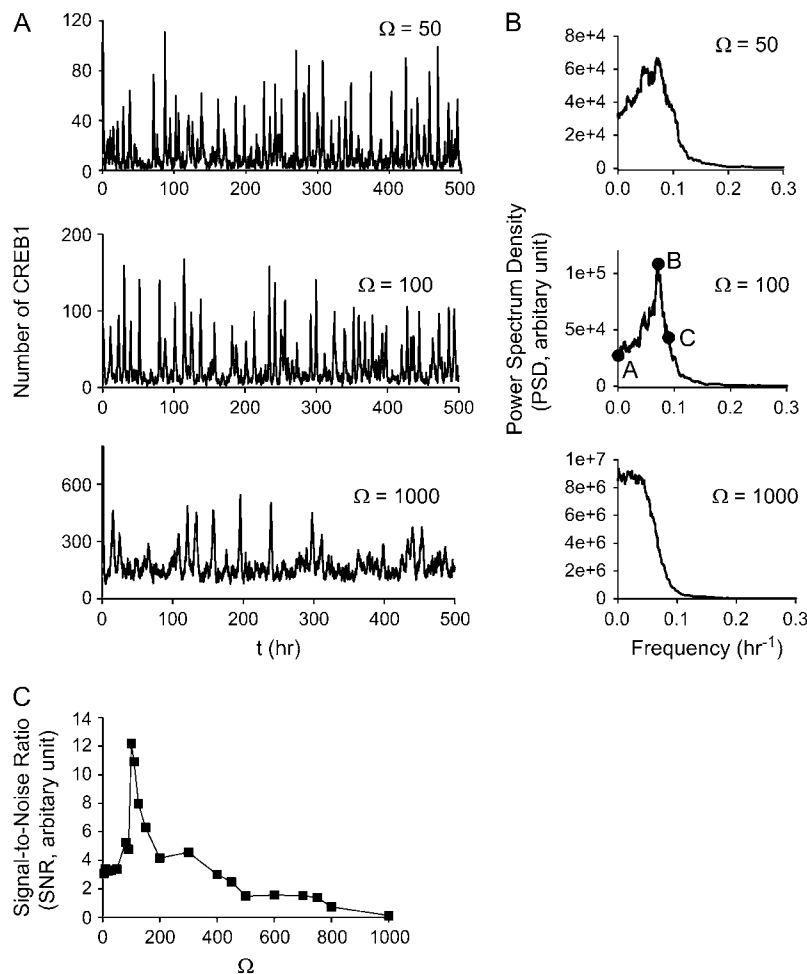 A
Ω = 50
120
80
40
0
0 100 200 300 400 500
Number of CREB1
Ω = 100
200
100
0
0 100 200 300 400 500
Ω = 1000
600
300
0
0 100 200 300 400 500
t (hr)
B
Ω = 50
8e+4
6e+4
4e+4
2e+4
0
0.0 0.1 0.2 0.3
Power Spectrum Density
(PSD, arbitary unit)
Ω = 100
1e+5
5e+4
0
A
B
C
0.0 0.1 0.2 0.3
Ω = 1000
1e+7
8e+6
6e+6
4e+6
2e+6
0
0.0 0.1 0.2 0.3
Frequency (hr⁻¹)
C
Signal-to-Noise Ratio
(SNR, arbitary unit)
14
12
10
8
6
4
2
0
0 200 400 600 800 1000
Ω